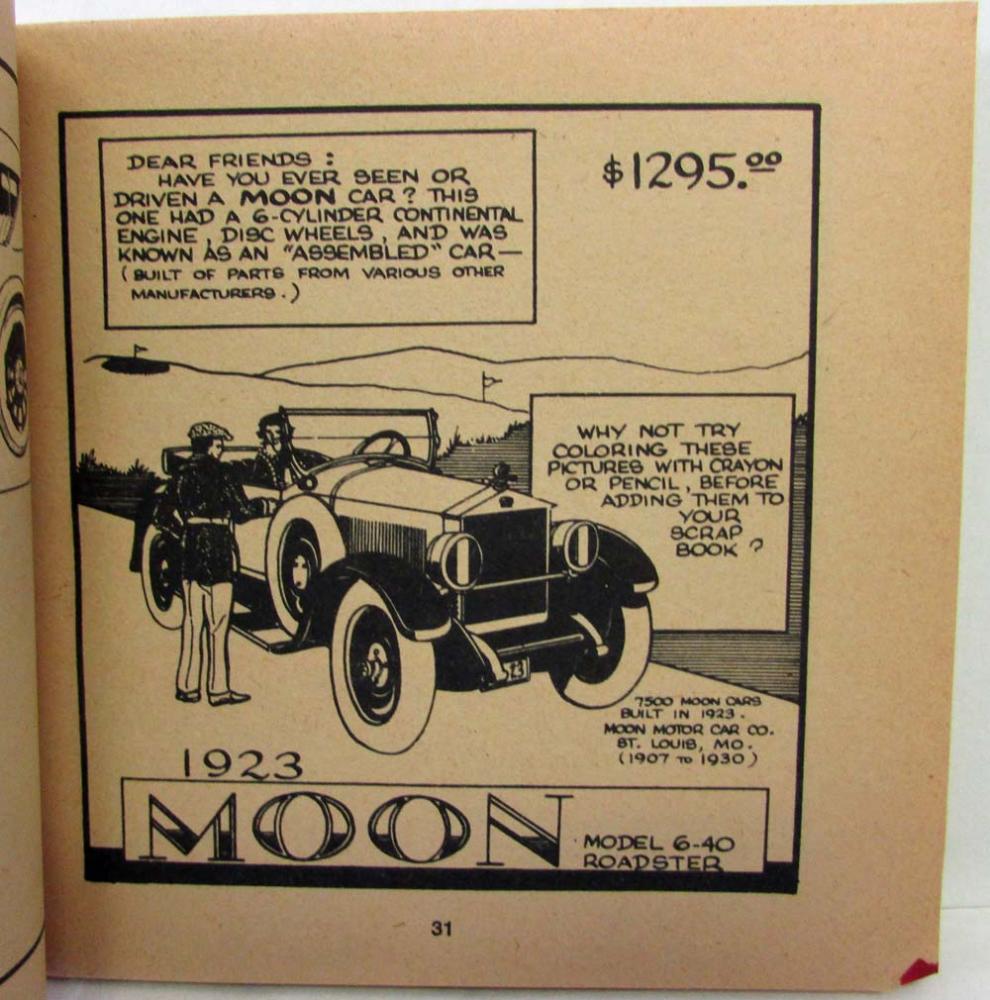 DEAR FRIENDS :
HAVE YOU EVER SEEN OR
DRIVEN A MOON CAR? THIS
ONE HAD A 6-CYLINDER CONTINENTAL
ENGINE, DISC WHEELS, AND WAS
KNOWN AS AN "ASSEMBLED" CAR—
(BUILT OF PARTS FROM VARIOUS OTHER
MANUFACTURERS.)
$1295.00
WHY NOT TRY
COLORING THESE
PICTURES WITH CRAYON
OR PENCIL, BEFORE
ADDING THEM TO
YOUR
SCRAP
BOOK?
23
7500 MOON CARS
BUILT IN 1923.
MOON MOTOR CAR CO.
ST. LOUIS, MO.
(1907 TO 1930)
1923
MOON
MODEL 6-40
ROADSTER
31